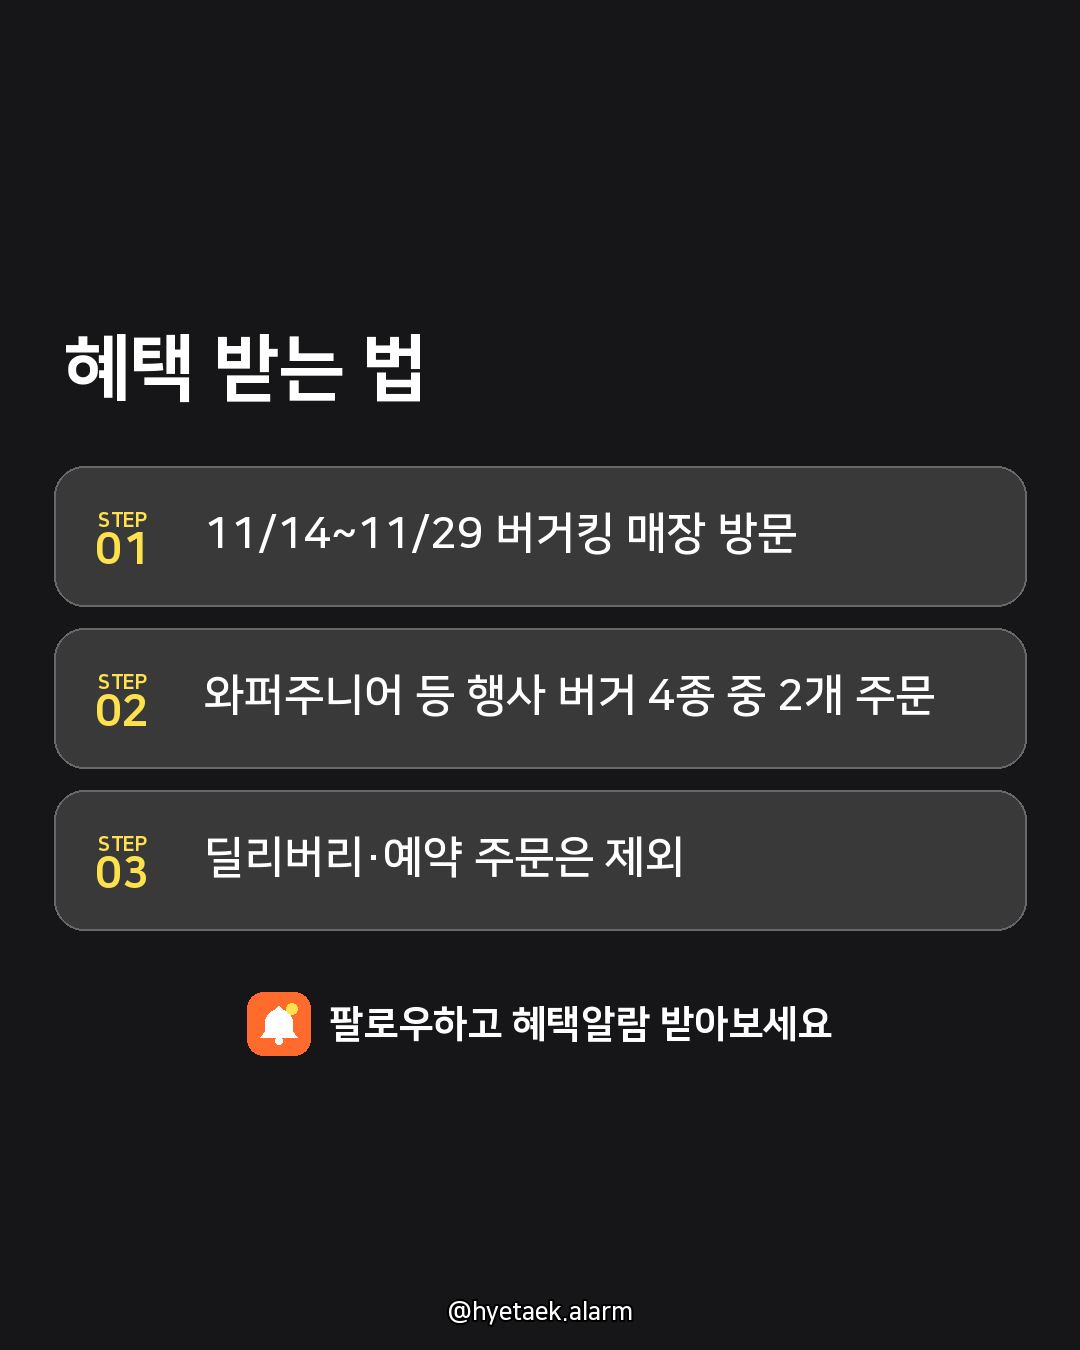 혜택 받는 법
STEP
01
11/14~11/29 버거킹 매장 방문
STEP
02
와퍼주니어 등 행사 버거 4종 중 2개 주문
STEP
03
딜리버리·예약 주문은 제외
팔로우하고 혜택알람 받아보세요
@hyetaek.alarm